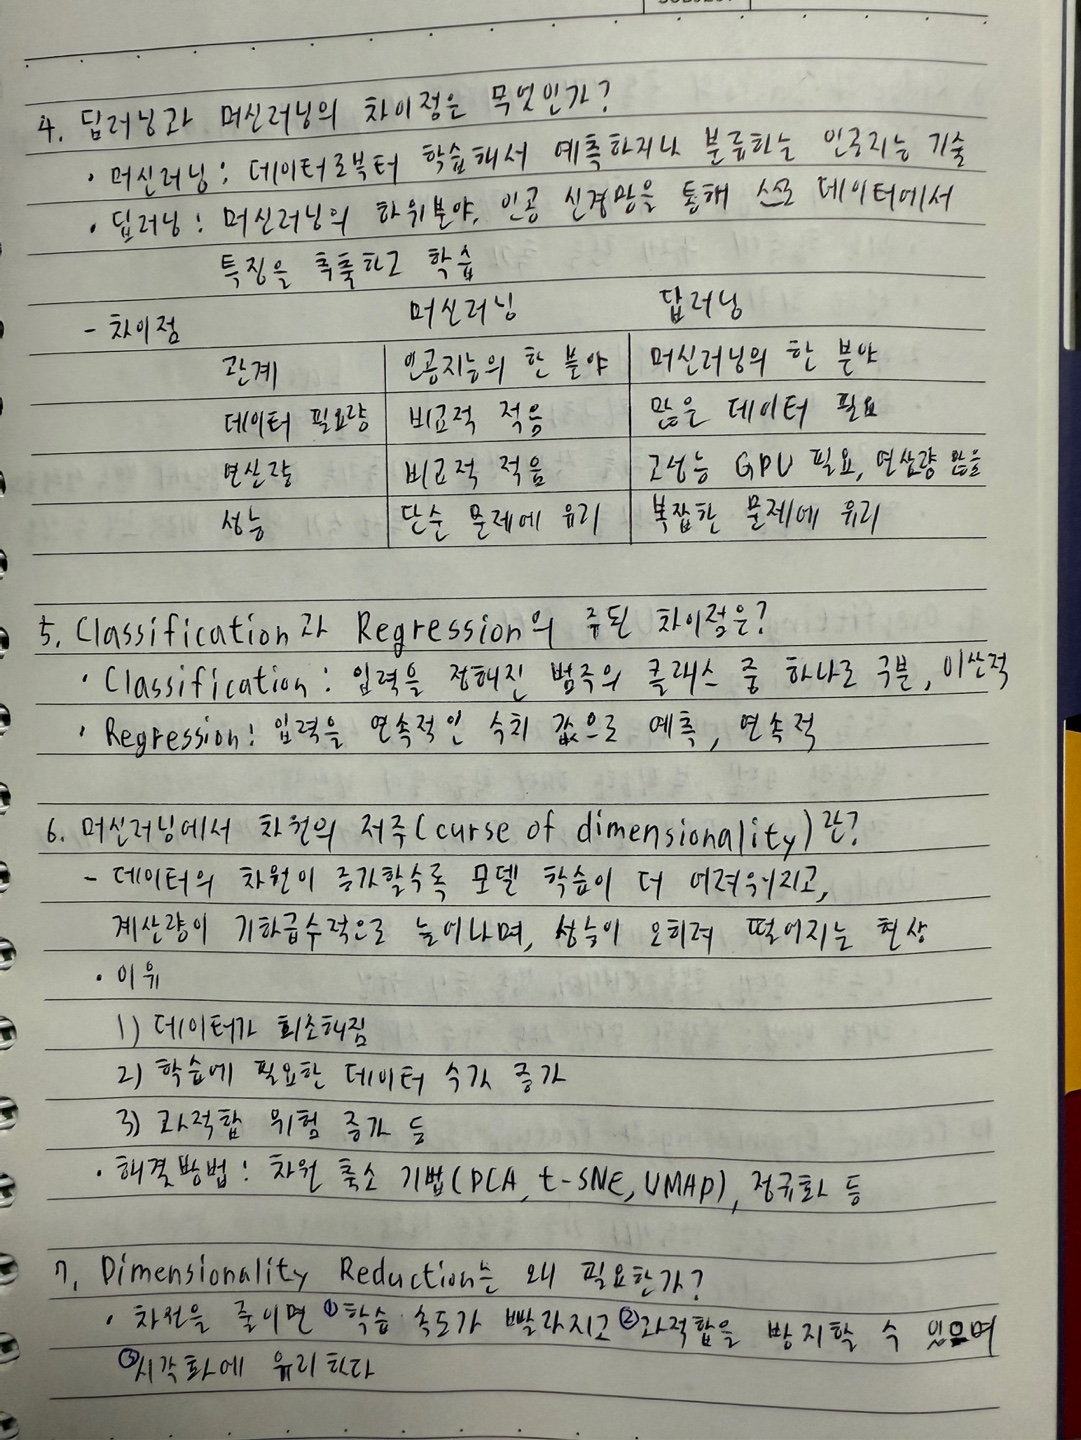 4. 딥러닝과 머신러닝의 차이점은 무엇인가?
· 머신러닝 : 데이터로부터 학습해서 예측하거나 분류하는 인공지능 기술
· 딥러닝 : 머신러닝의 하위분야, 인공 신경망을 통해 스스로 데이터에서
특징을 추출하고 학습
- 차이점 머신러닝 딥러닝
관계 인공지능의 한 분야 머신러닝의 한 분야
데이터 필요량 비교적 적음 많은 데이터 필요
연산량 비교적 적음 고성능 GPU 필요, 연산량 많음
성능 단순 문제에 유리 복잡한 문제에 유리
5. Classification과 Regression의 주된 차이점은?
· Classification : 입력을 정해진 범주의 클래스 중 하나로 구분, 이산적
· Regression : 입력을 연속적인 수치 값으로 예측, 연속적
6. 머신러닝에서 차원의 저주(curse of dimensionality)란?
- 데이터의 차원이 증가할수록 모델 학습이 더 어려워지고,
계산량이 기하급수적으로 늘어나며, 성능이 오히려 떨어지는 현상
· 이유
1) 데이터가 희소해짐
2) 학습에 필요한 데이터 수가 증가
3) 과적합 위험 증가 등
· 해결방법 : 차원 축소 기법(PCA, t-SNE, UMAP), 정규화 등
7. Dimensionality Reduction는 왜 필요한가?
· 차원을 줄이면 ①학습 속도가 빨라지고 ②과적합을 방지할 수 있으며
③시각화에 유리하다